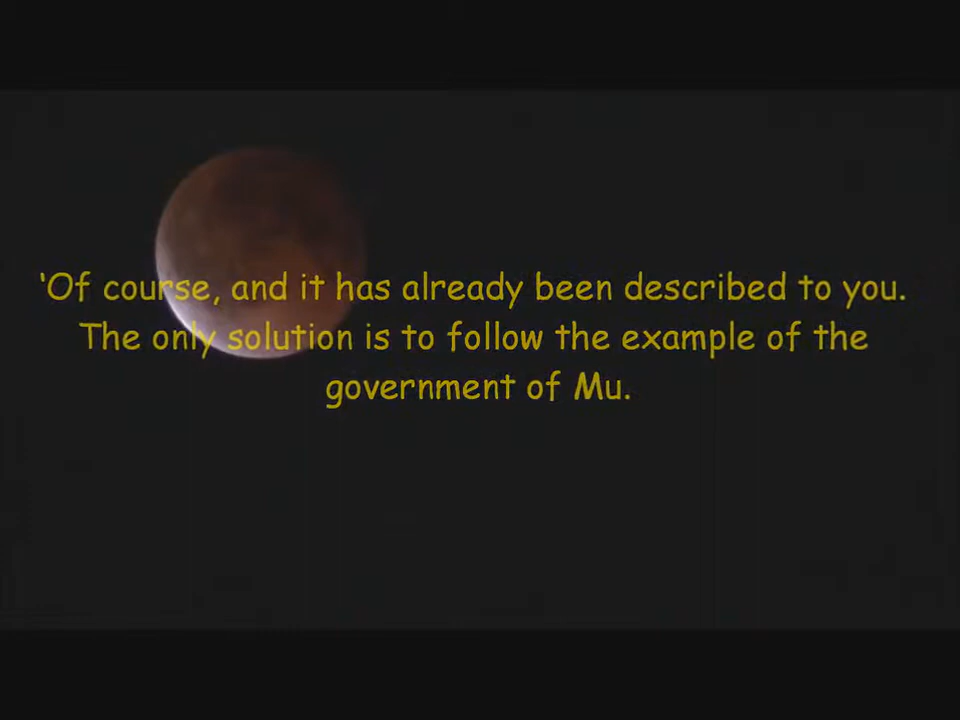 ‘Of course, and it has already been described to you.
The only solution is to follow the example of the
government of Mu.